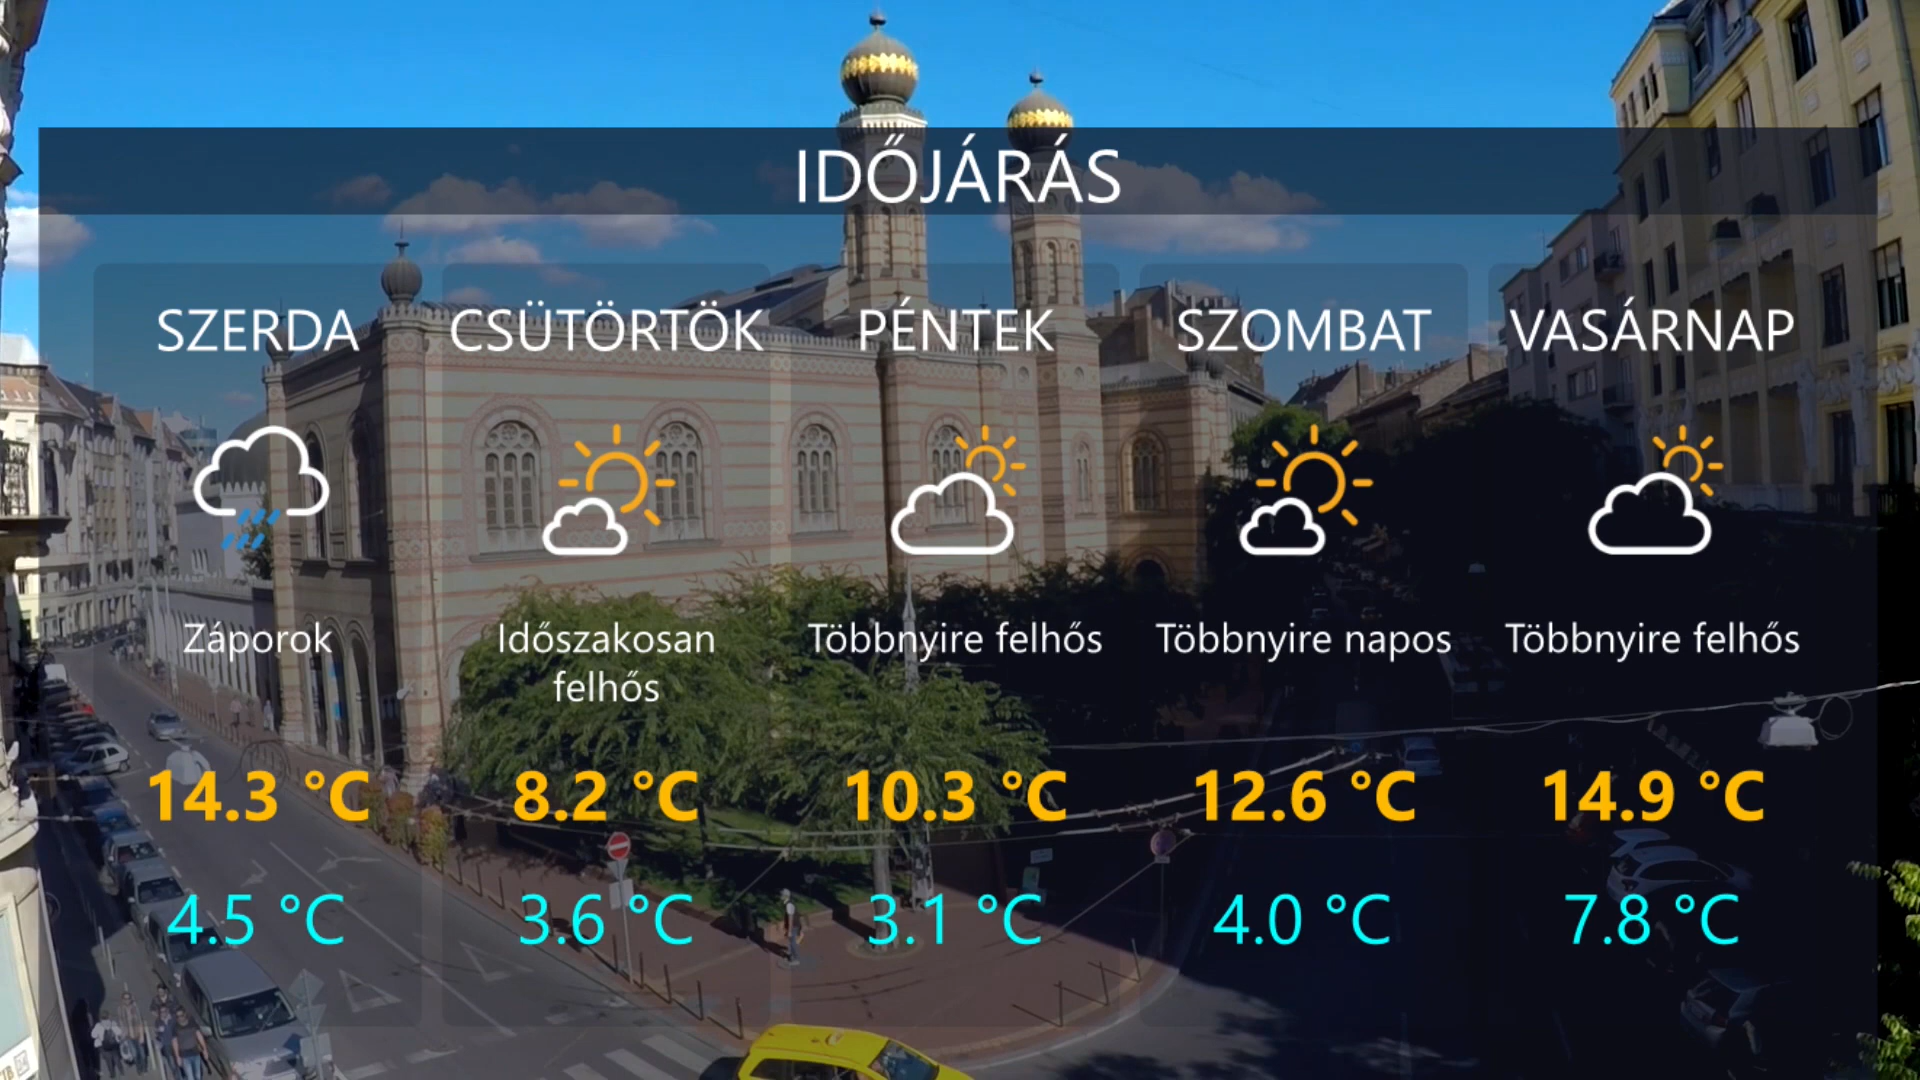 IDŐJÁRÁS
SZERDA
Záporok
14.3 °C
4.5 °C
CSÜTÖRTÖK
Időszakosan
felhős
8.2 °C
3.6 °C
PÉNTEK
Többnyire felhős
10.3 °C
3.1 °C
SZOMBAT
Többnyire napos
12.6 °C
4.0 °C
VASÁRNAP
Többnyire felhős
14.9 °C
7.8 °C